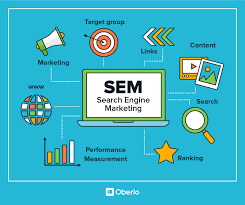 Target group
Marketing
Links
Content
www
SEM
Search Engine
Marketing
Search
Performance
Measurement
Ranking
Oberlo